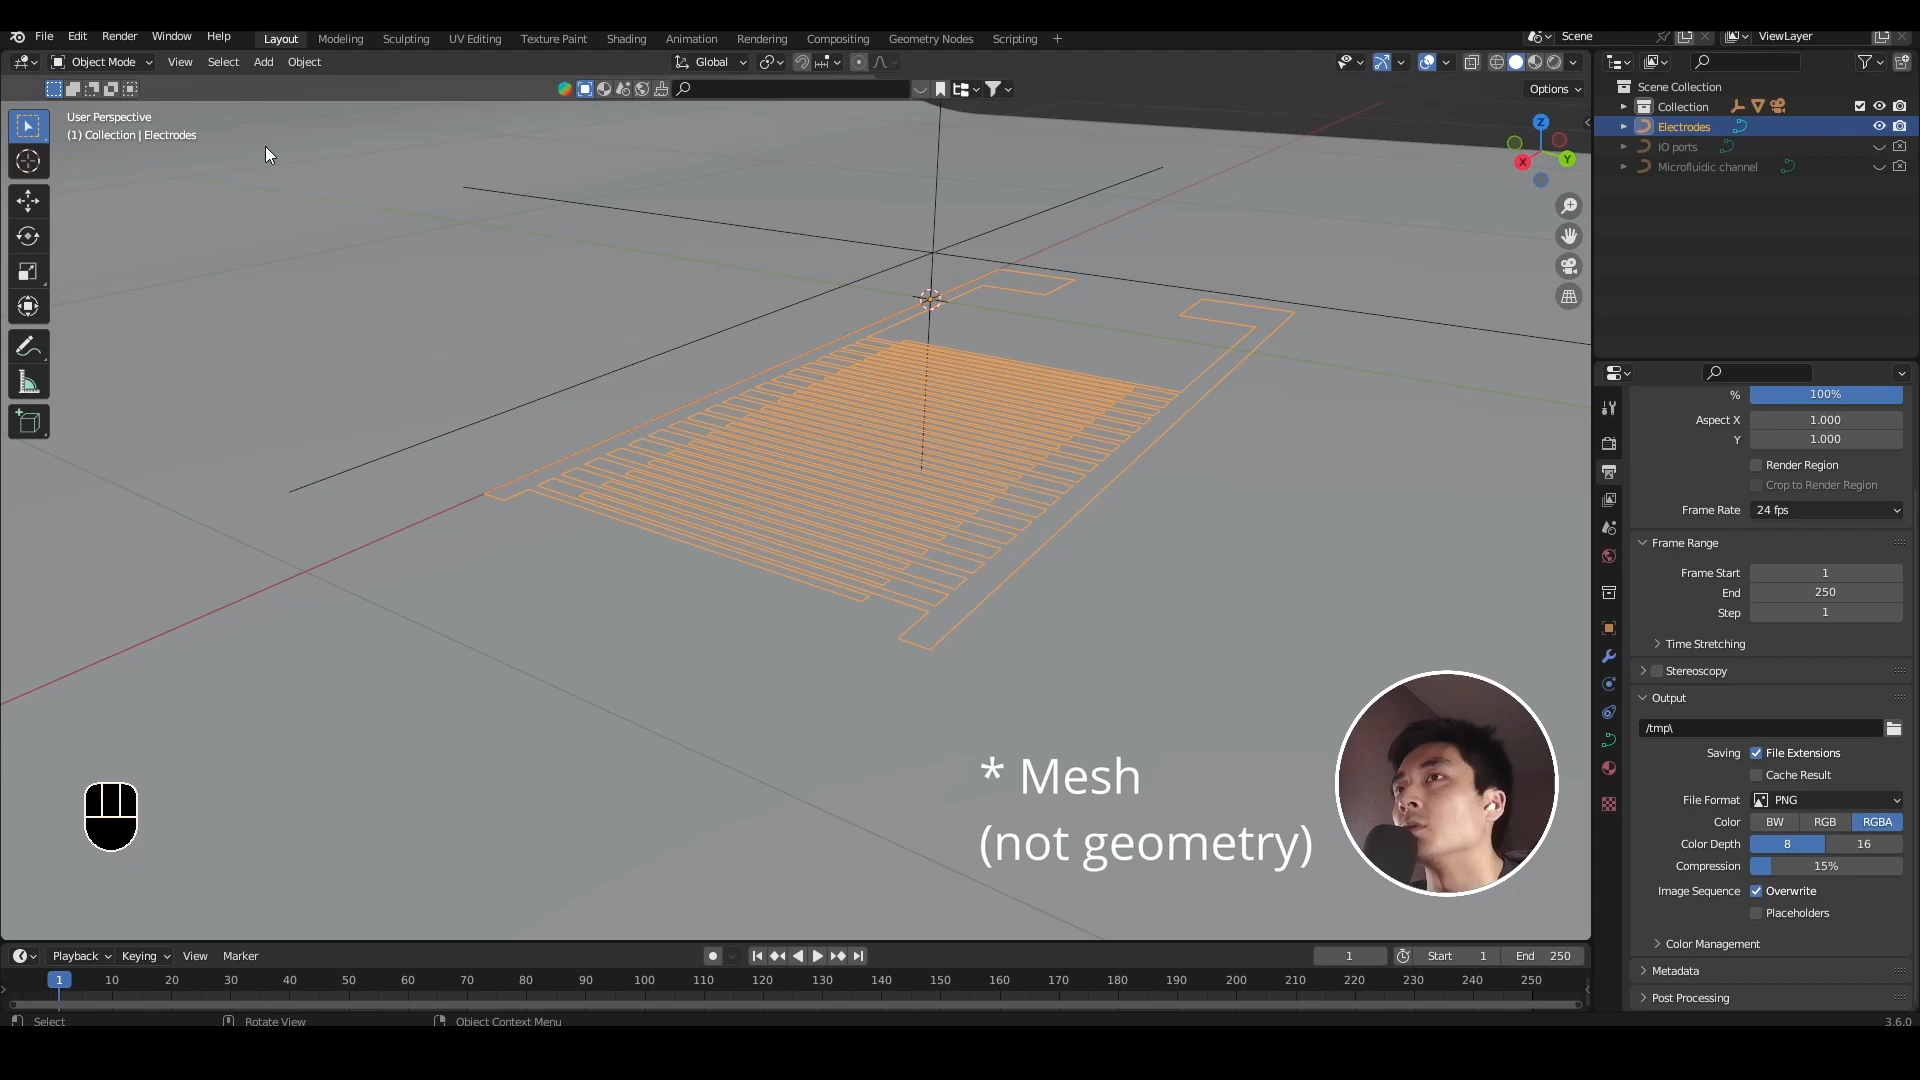 File Edit Render Window Help Layout Modeling Sculpting UV Editing Texture Paint Shading Animation Rendering Compositing Geometry Nodes Scripting + Scene ViewLayer
Object Mode View Select Add Object Global
Options
User Perspective
(1) Collection | Electrodes
Z
X
Y
Scene Collection
Collection
Electrodes
IO ports
Microfluidic channel
% 100%
Aspect X 1.000
Y 1.000
Render Region
Crop to Render Region
Frame Rate 24 fps
Frame Range
Frame Start 1
End 250
Step 1
Time Stretching
Stereoscopy
Output
/tmp\
Saving File Extensions
Cache Result
File Format PNG
Color BW RGB RGBA
Color Depth 8 16
Compression 15%
Image Sequence Overwrite
Placeholders
Color Management
Metadata
Post Processing
* Mesh
(not geometry)
Playback Keying View Marker 1 Start 1 End 250
1 10 20 30 40 50 60 70 80 90 100 110 120 130 140 150 160 170 180 190 200 210 220 230 240 250
Select Rotate View Object Context Menu 3.6.0